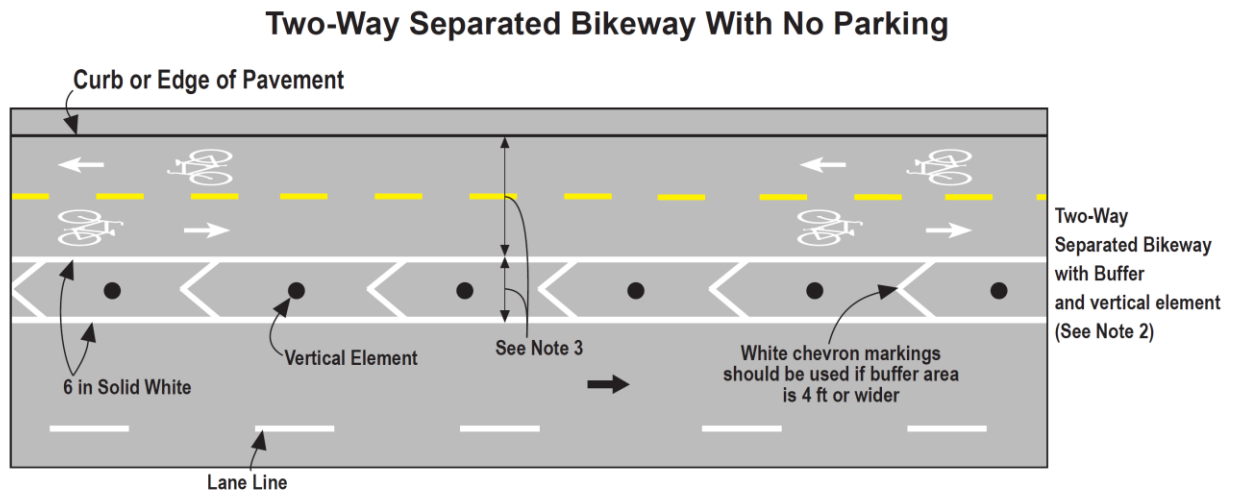 Two-Way Separated Bikeway With No Parking
Curb or Edge of Pavement
Two-Way
Separated Bikeway
with Buffer
and vertical element
(See Note 2)
6 in Solid White
Vertical Element
See Note 3
White chevron markings
should be used if buffer area
is 4 ft or wider
Lane Line